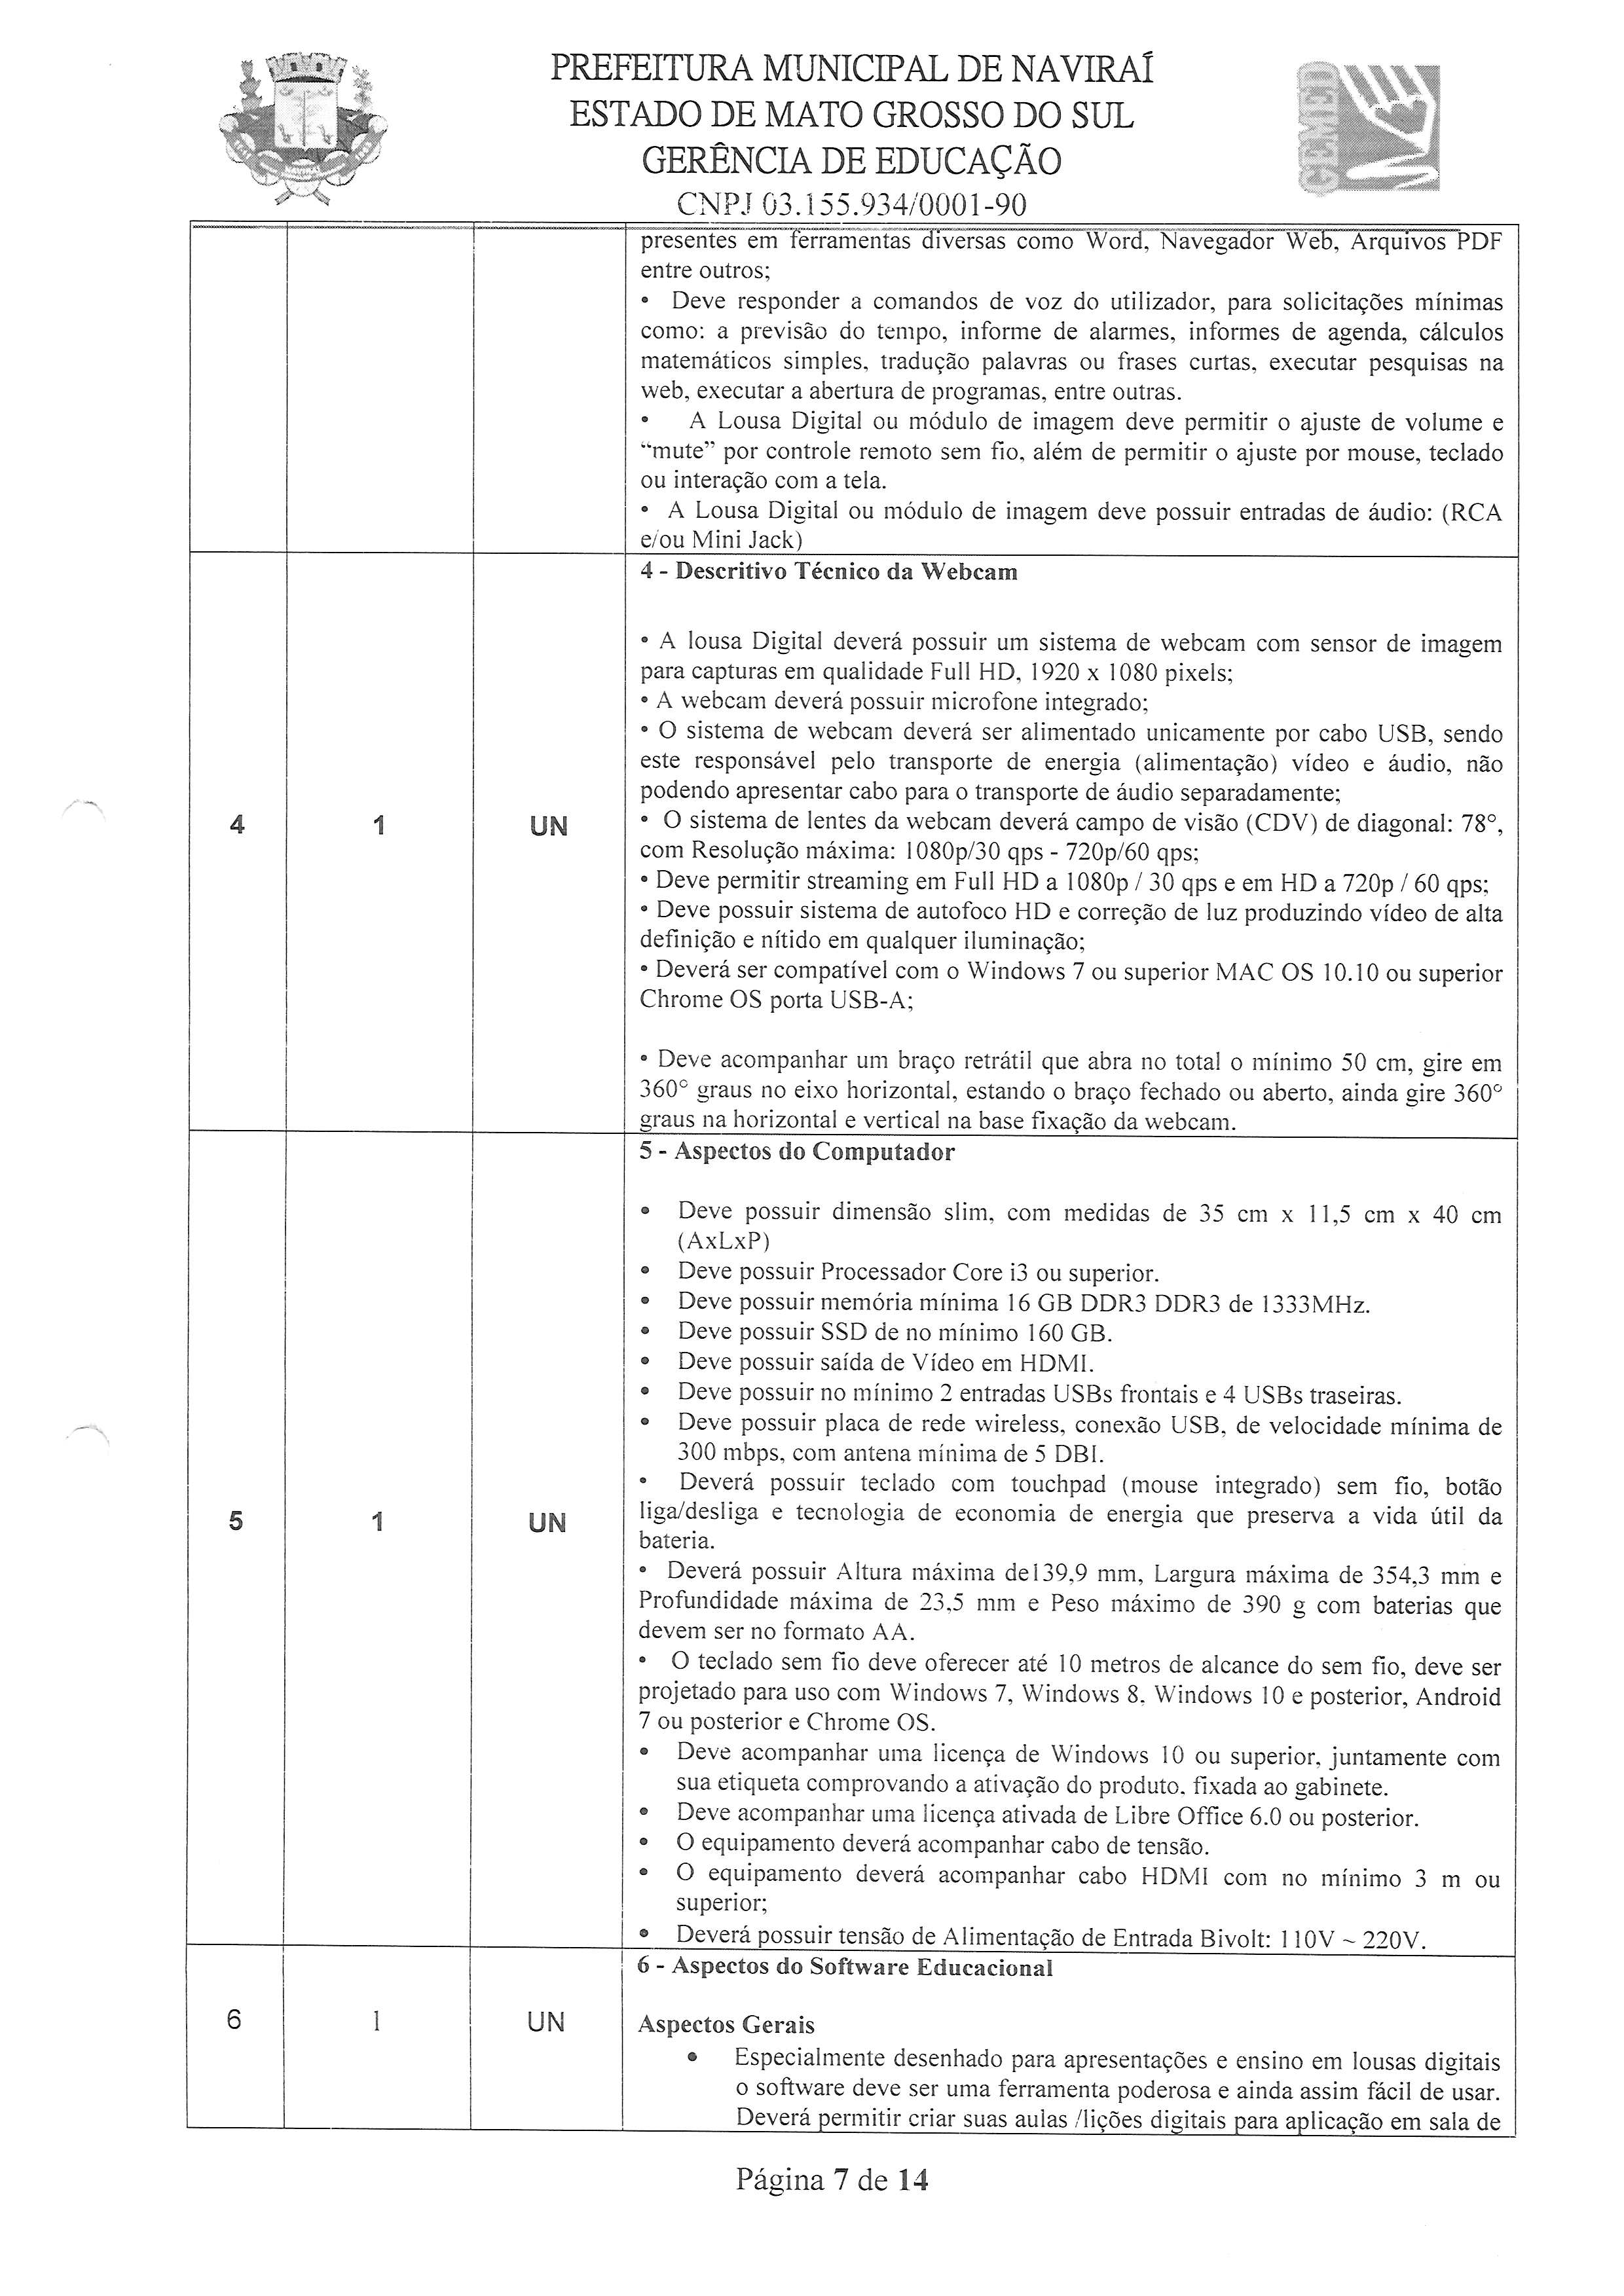 PREFEITURA MUNICIPAL DE NAVIRAÍ
ESTADO DE MATO GROSSO DO SUL
GERÊNCIA DE EDUCAÇÃO
CNPJ 03.155.934/0001-90
GEMED
presentes em ferramentas diversas como Word, Navegador Web, Arquivos PDF
entre outros;
• Deve responder a comandos de voz do utilizador, para solicitações mínimas
como: a previsão do tempo, informe de alarmes, informes de agenda, cálculos
matemáticos simples, tradução palavras ou frases curtas, executar pesquisas na
web, executar a abertura de programas, entre outras.
• A Lousa Digital ou módulo de imagem deve permitir o ajuste de volume e
“mute” por controle remoto sem fio, além de permitir o ajuste por mouse, teclado
ou interação com a tela.
• A Lousa Digital ou módulo de imagem deve possuir entradas de áudio: (RCA
e/ou Mini Jack)
4 - Descritivo Técnico da Webcam
• A lousa Digital deverá possuir um sistema de webcam com sensor de imagem
para capturas em qualidade Full HD, 1920 x 1080 pixels;
• A webcam deverá possuir microfone integrado;
• O sistema de webcam deverá ser alimentado unicamente por cabo USB, sendo
este responsável pelo transporte de energia (alimentação) vídeo e áudio, não
podendo apresentar cabo para o transporte de áudio separadamente;
4 1 UN • O sistema de lentes da webcam deverá campo de visão (CDV) de diagonal: 78°,
com Resolução máxima: 1080p/30 qps - 720p/60 qps;
• Deve permitir streaming em Full HD a 1080p / 30 qps e em HD a 720p / 60 qps;
• Deve possuir sistema de autofoco HD e correção de luz produzindo vídeo de alta
definição e nítido em qualquer iluminação;
• Deverá ser compatível com o Windows 7 ou superior MAC OS 10.10 ou superior
Chrome OS porta USB-A;
• Deve acompanhar um braço retrátil que abra no total o mínimo 50 cm, gire em
360° graus no eixo horizontal, estando o braço fechado ou aberto, ainda gire 360°
graus na horizontal e vertical na base fixação da webcam.
5 - Aspectos do Computador
• Deve possuir dimensão slim, com medidas de 35 cm x 11,5 cm x 40 cm
(AxLxP)
• Deve possuir Processador Core i3 ou superior.
• Deve possuir memória mínima 16 GB DDR3 DDR3 de 1333MHz.
• Deve possuir SSD de no mínimo 160 GB.
• Deve possuir saída de Vídeo em HDMI.
• Deve possuir no mínimo 2 entradas USBs frontais e 4 USBs traseiras.
• Deve possuir placa de rede wireless, conexão USB, de velocidade mínima de
300 mbps, com antena mínima de 5 DBI.
• Deverá possuir teclado com touchpad (mouse integrado) sem fio, botão
5 1 UN liga/desliga e tecnologia de economia de energia que preserva a vida útil da
bateria.
• Deverá possuir Altura máxima de139,9 mm, Largura máxima de 354,3 mm e
Profundidade máxima de 23,5 mm e Peso máximo de 390 g com baterias que
devem ser no formato AA.
• O teclado sem fio deve oferecer até 10 metros de alcance do sem fio, deve ser
projetado para uso com Windows 7, Windows 8, Windows 10 e posterior, Android
7 ou posterior e Chrome OS.
• Deve acompanhar uma licença de Windows 10 ou superior, juntamente com
sua etiqueta comprovando a ativação do produto, fixada ao gabinete.
• Deve acompanhar uma licença ativada de Libre Office 6.0 ou posterior.
• O equipamento deverá acompanhar cabo de tensão.
• O equipamento deverá acompanhar cabo HDMI com no mínimo 3 m ou
superior;
• Deverá possuir tensão de Alimentação de Entrada Bivolt: 110V ~ 220V.
6 - Aspectos do Software Educacional
6 1 UN Aspectos Gerais
• Especialmente desenhado para apresentações e ensino em lousas digitais
o software deve ser uma ferramenta poderosa e ainda assim fácil de usar.
Deverá permitir criar suas aulas /lições digitais para aplicação em sala de
Página 7 de 14